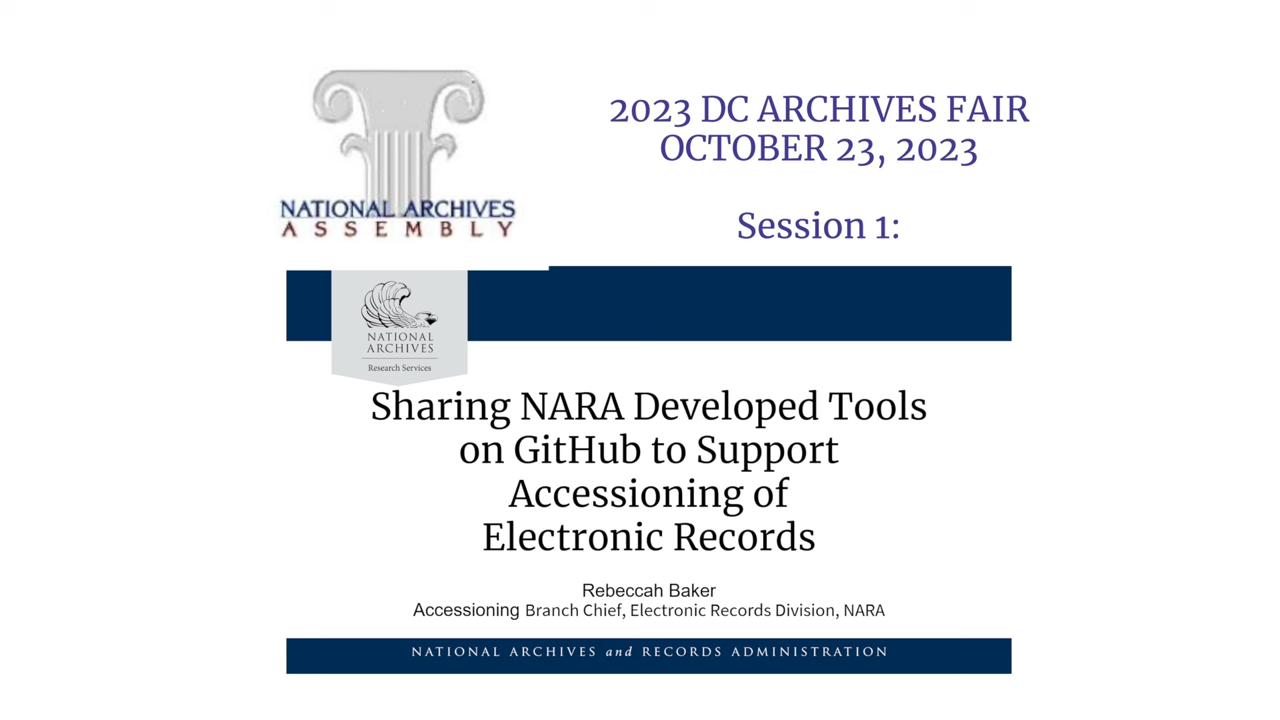 2023 DC ARCHIVES FAIR
OCTOBER 23, 2023
NATIONAL ARCHIVES
ASSEMBLY
Session 1:
NATIONAL
ARCHIVES
Research Services
Sharing NARA Developed Tools
on GitHub to Support
Accessioning of
Electronic Records
Rebeccah Baker
Accessioning Branch Chief, Electronic Records Division, NARA
NATIONAL ARCHIVES and RECORDS ADMINISTRATION